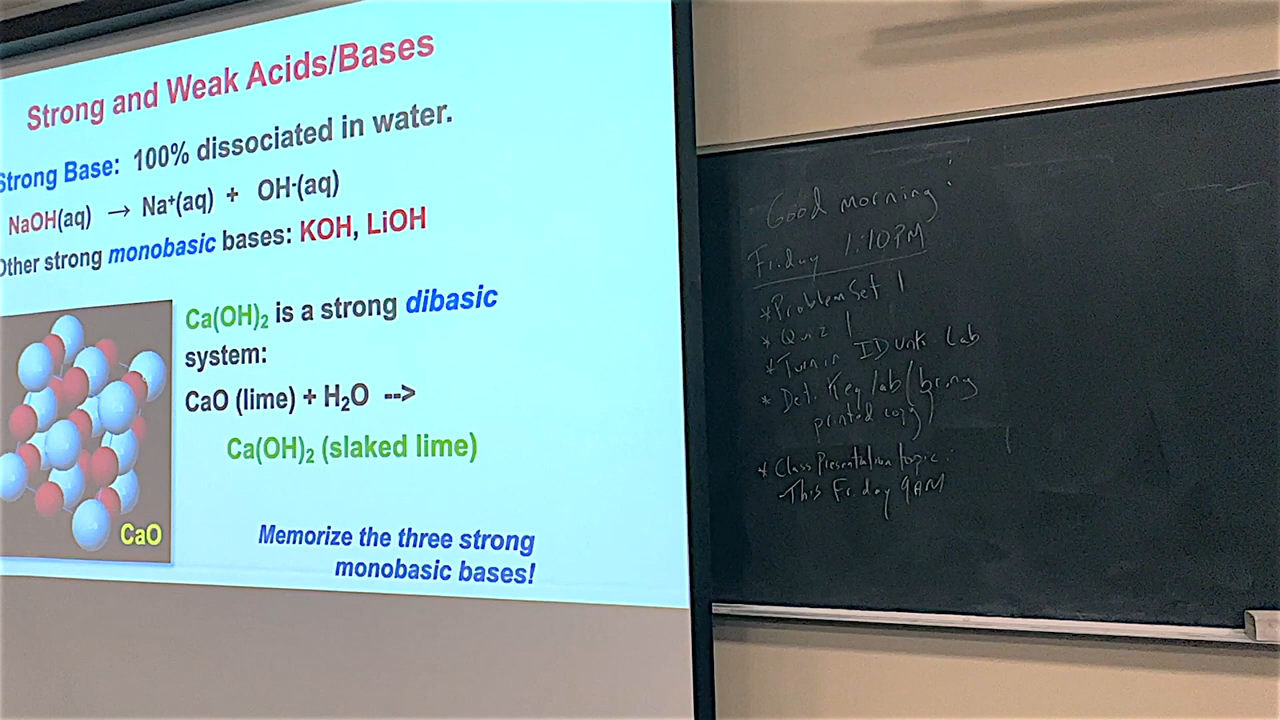 Strong and Weak Acids/Bases
Strong Base: 100% dissociated in water.
NaOH(aq) → Na⁺(aq) + OH⁻(aq)
Other strong monobasic bases: KOH, LiOH
Ca(OH)₂ is a strong dibasic
system:
CaO (lime) + H₂O -->
Ca(OH)₂ (slaked lime)
CaO
Memorize the three strong
monobasic bases!
Good morning!
Friday 1:10PM
*Problem Set 1
* Quiz 1
*Turn in ID Unk Lab
* Det. Key lab (bring
printed copy)
* Class Presentation topic:
This Friday 9AM